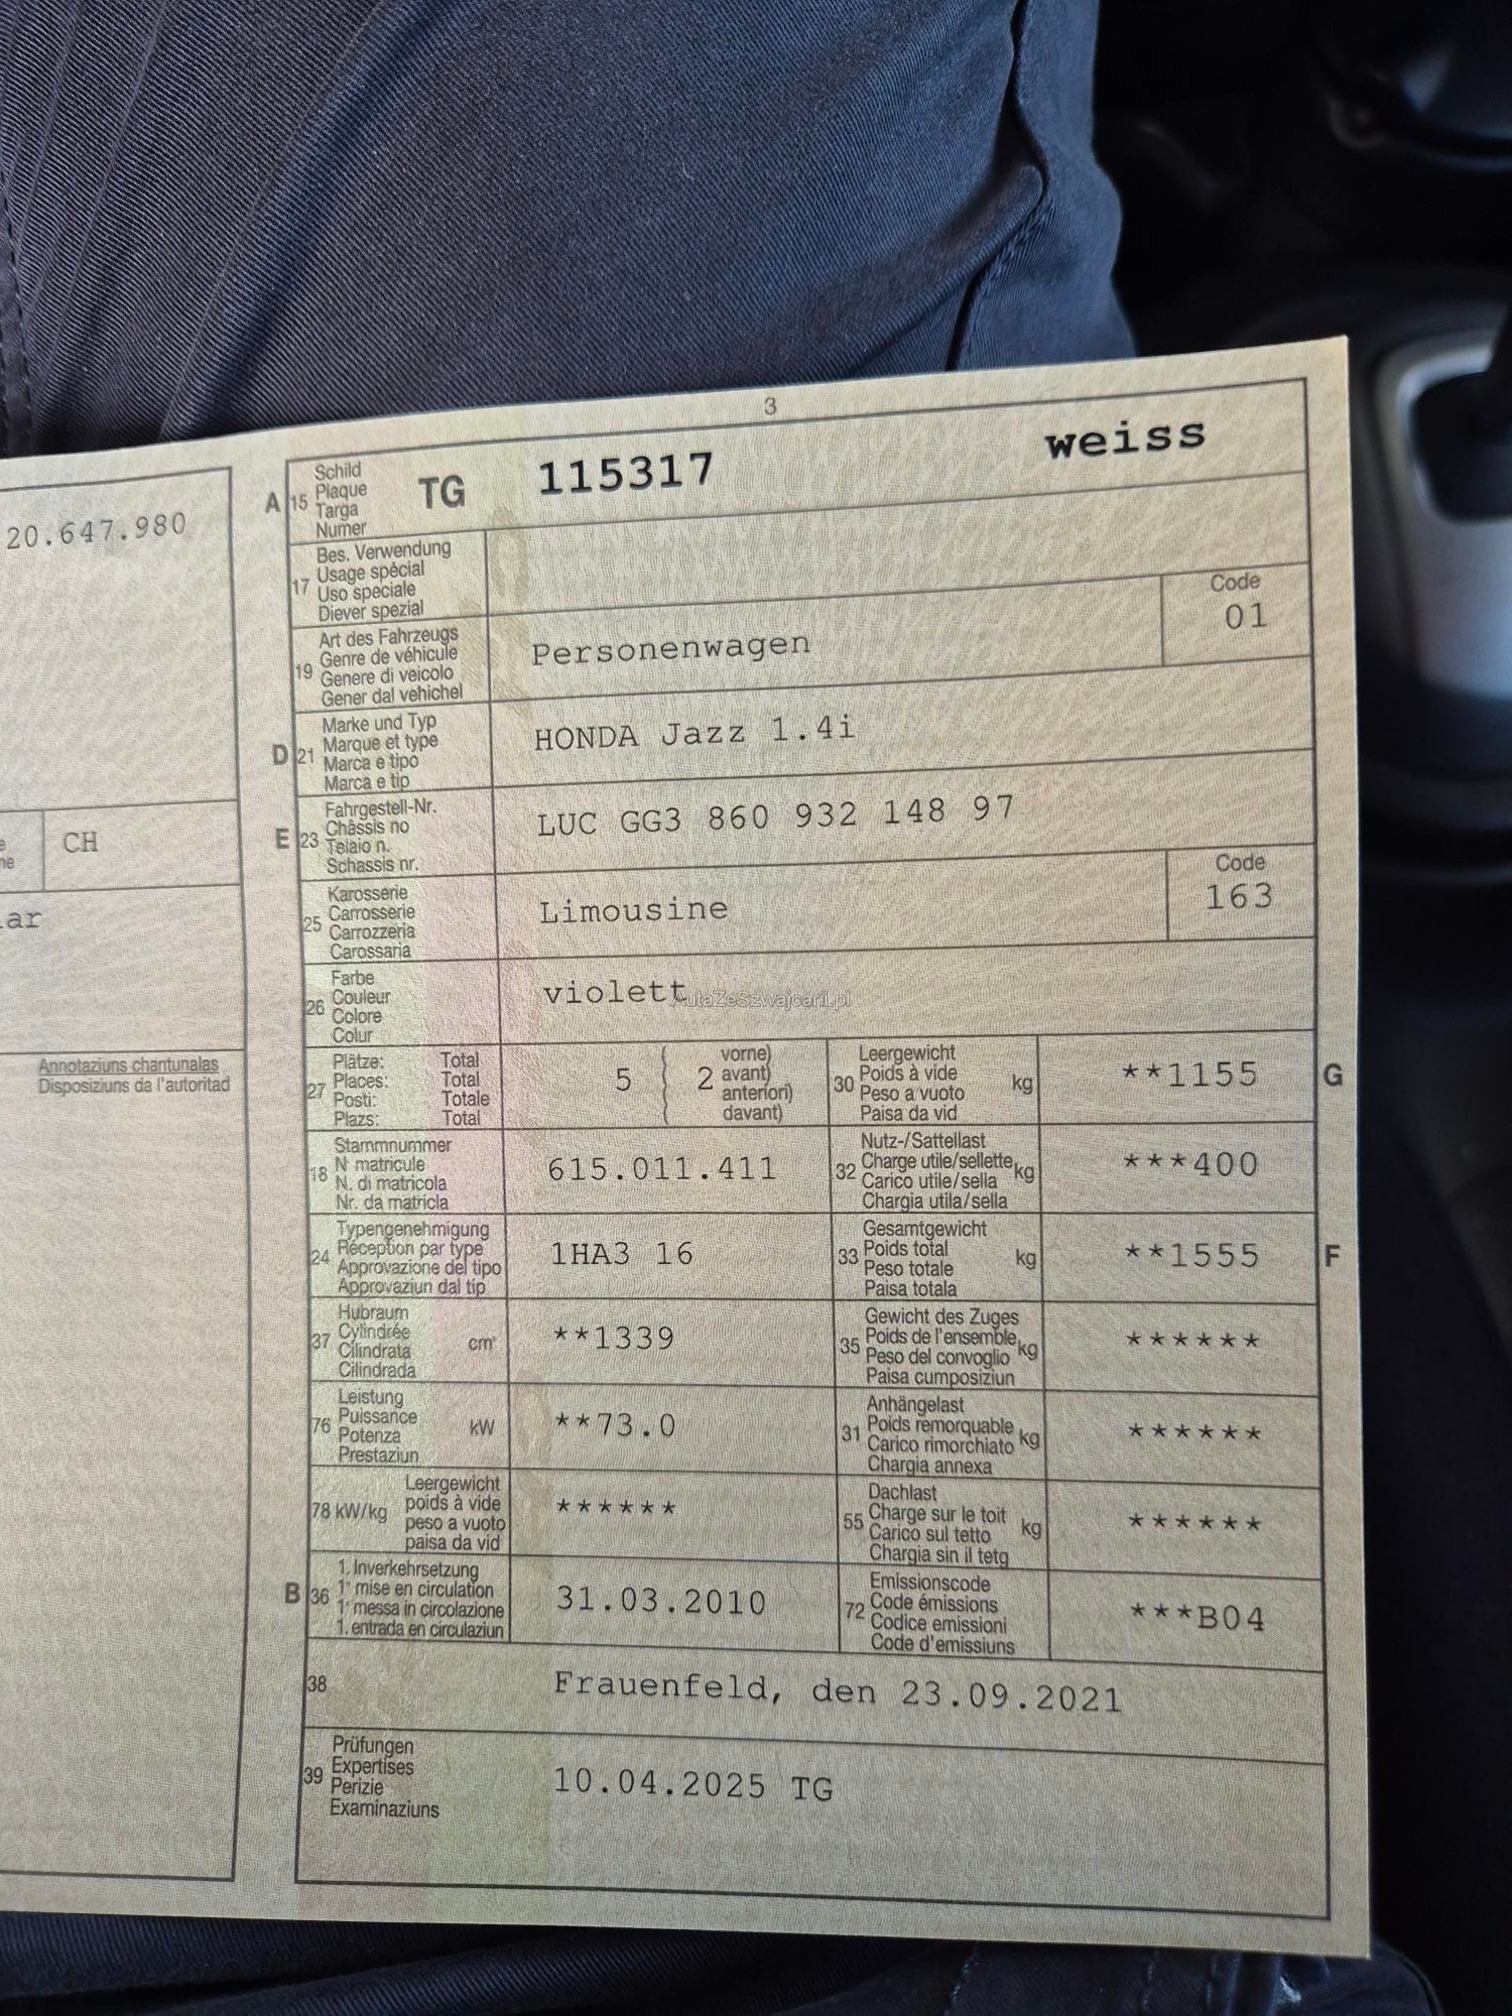 20.647.980
CH
Annotaziuns chantunalas
Disposiziuns da l'autoritad
3
A 15 Schild
Plaque
Targa
Numer
TG 115317 weiss
17 Bes. Verwendung
Usage spécial
Uso speciale
Diever spezial
19 Art des Fahrzeugs
Genre de véhicule
Genere di veicolo
Gener dal vehichel
Personenwagen
Code
01
D 21 Marke und Typ
Marque et type
Marca e tipo
Marca e tip
HONDA Jazz 1.4i
E 23 Fahrgestell-Nr.
Châssis no
Telaio n.
Schassis nr.
LUC GG3 860 932 148 97
25 Karosserie
Carrosserie
Carrozzeria
Carossaria
Limousine
Code
163
26 Farbe
Couleur
Colore
Colur
violett
AutaZeSzwajcarii.pl
27 Plätze: Total
Places: Total
Posti: Totale
Plazs: Total
5 ( 2 vorne)
avant)
anteriori)
davant)
30 Leergewicht
Poids à vide
Peso a vuoto
Paisa da vid
kg
**1155
G
18 Stammnummer
N matricule
N. di matricola
Nr. da matricla
615.011.411
32 Nutz-/Sattellast
Charge utile/sellette
Carico utile/sella
Chargia utila/sella
kg
***400
24 Typengenehmigung
Réception par type
Approvazione del tipo
Approvaziun dal tip
1HA3 16
33 Gesamtgewicht
Poids total
Peso totale
Paisa totala
kg
**1555
F
37 Hubraum
Cylindrée
Cilindrata
Cilindrada
cm³
**1339
35 Gewicht des Zuges
Poids de l'ensemble
Peso del convoglio
Paisa cumposiziun
kg
******
76 Leistung
Puissance
Potenza
Prestaziun
kW
**73.0
31 Anhängelast
Poids remorquable
Carico rimorchiato
Chargia annexa
kg
******
78 kW/kg
Leergewicht
poids à vide
peso a vuoto
paisa da vid
******
55 Dachlast
Charge sur le toit
Carico sul tetto
Chargia sin il tetg
kg
******
B 36 1. Inverkehrsetzung
1re mise en circulation
1a messa in circolazione
1. entrada en circulaziun
31.03.2010
72 Emissionscode
Code émissions
Codice emissioni
Code d'emissiuns
***B04
38
Frauenfeld, den 23.09.2021
39 Prüfungen
Expertises
Perizie
Examinaziuns
10.04.2025 TG